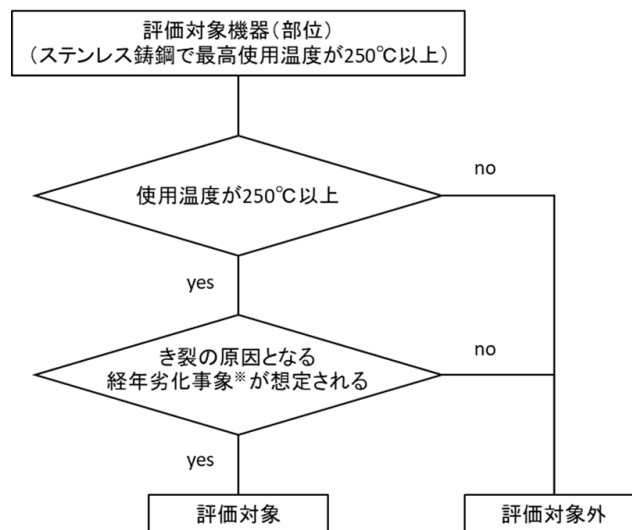 評価対象機器(部位)
(ステンレス鋳鋼で最高使用温度が250℃以上)
使用温度が250℃以上
no
yes
き裂の原因となる
経年劣化事象※が想定される
no
yes
評価対象
評価対象外